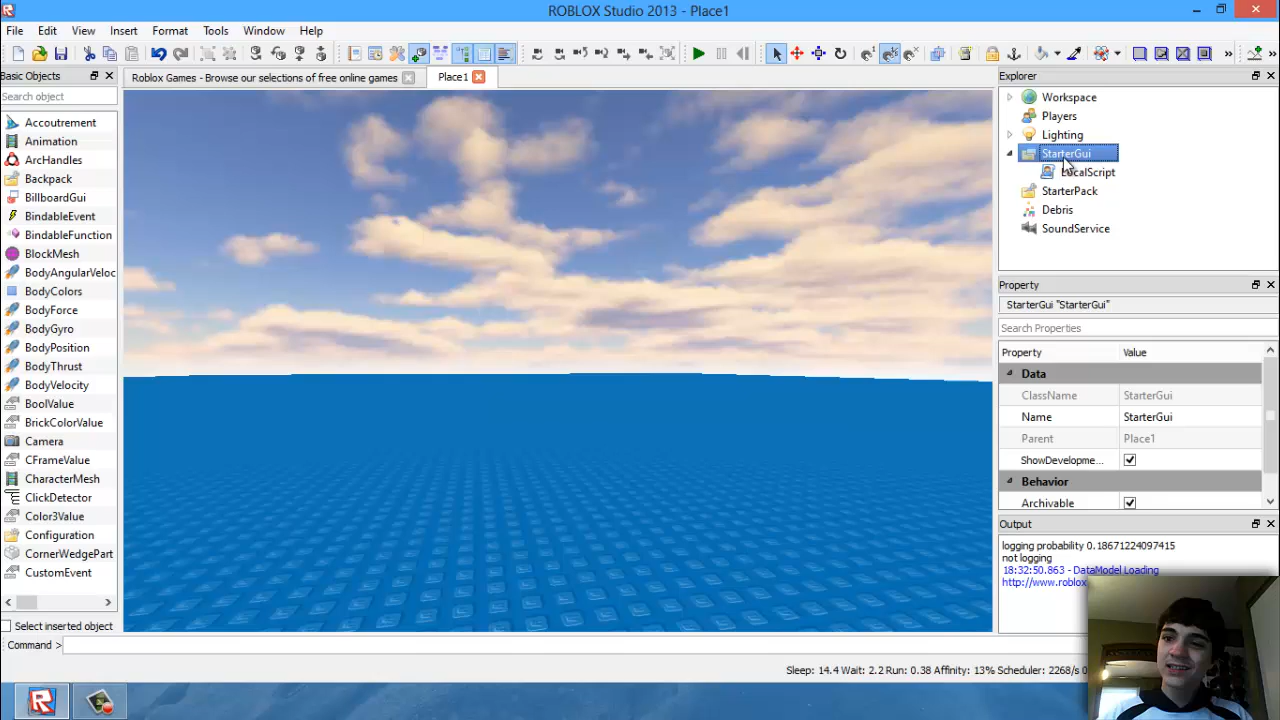 ROBLOX Studio 2013 - Place1
File Edit View Insert Format Tools Window Help
Basic Objects
Roblox Games - Browse our selections of free online games
Place1
Explorer
Search object
Accoutrement
Animation
ArcHandles
Backpack
BillboardGui
BindableEvent
BindableFunction
BlockMesh
BodyAngularVeloc
BodyColors
BodyForce
BodyGyro
BodyPosition
BodyThrust
BodyVelocity
BoolValue
BrickColorValue
Camera
CFrameValue
CharacterMesh
ClickDetector
Color3Value
Configuration
CornerWedgePart
CustomEvent
Select inserted object
Command >
Workspace
Players
Lighting
StarterGui
LocalScript
StarterPack
Debris
SoundService
Property
StarterGui "StarterGui"
Search Properties
Property Value
Data
ClassName StarterGui
Name StarterGui
Parent Place1
ShowDevelopme...
Behavior
Archivable
Output
logging probability 0.18671224097415
not logging
18:32:50.863 - DataModel Loading
http://www.roblox
Sleep: 14.4 Wait: 2.2 Run: 0.38 Affinity: 13% Scheduler: 2268/s